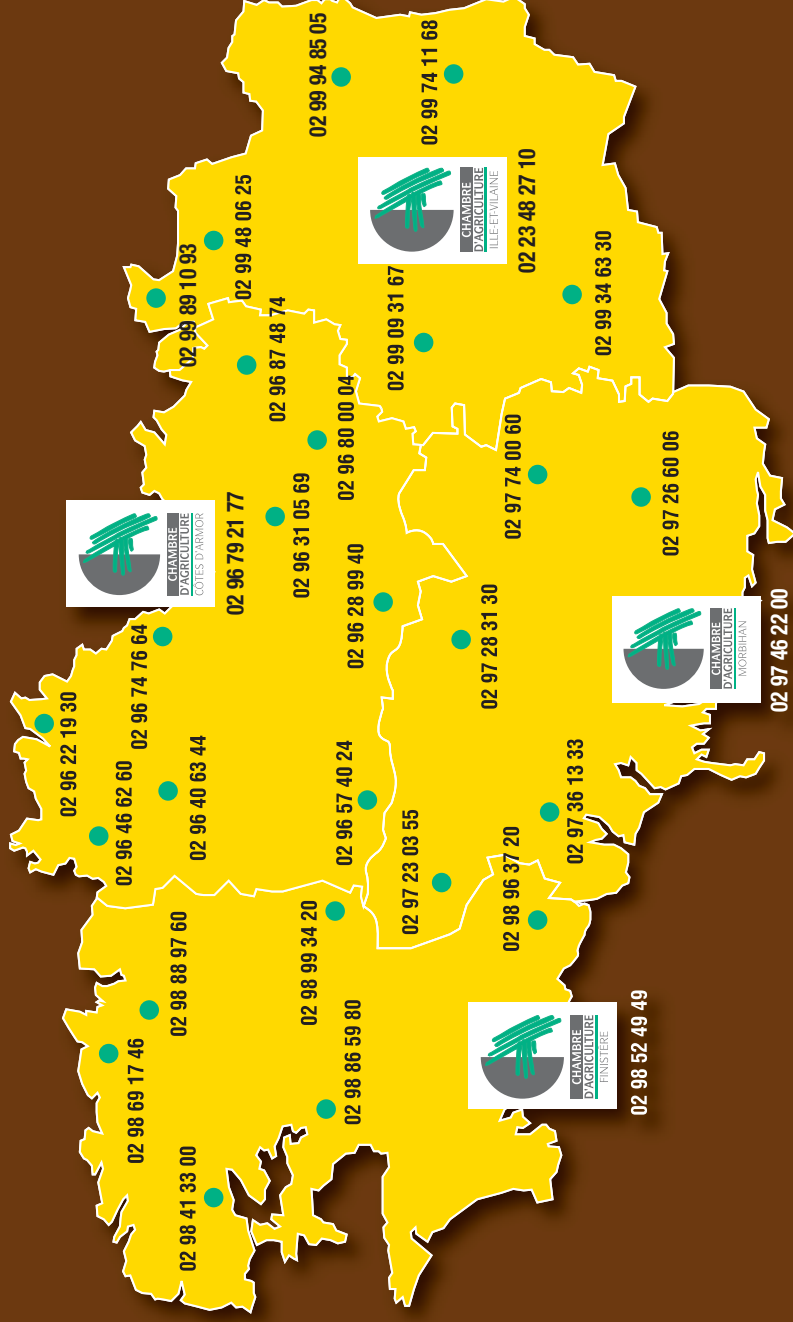 02 96 22 19 30
02 96 46 62 60
02 96 74 76 64
02 96 40 63 44
CHAMBRE
D'AGRICULTURE
CÔTES D'ARMOR
02 96 79 21 77
02 99 89 10 93
02 99 48 06 25
02 96 87 48 74
02 96 31 05 69
02 96 80 00 04
02 96 28 99 40
02 96 57 40 24
02 98 69 17 46
02 98 88 97 60
02 98 41 33 00
02 98 99 34 20
02 98 86 59 80
02 98 96 37 20
CHAMBRE
D'AGRICULTURE
FINISTÈRE
02 98 52 49 49
02 97 23 03 55
02 97 28 31 30
02 97 74 00 60
02 97 36 13 33
02 97 26 60 06
CHAMBRE
D'AGRICULTURE
MORBIHAN
02 97 46 22 00
02 99 94 85 05
02 99 74 11 68
CHAMBRE
D'AGRICULTURE
ILLE-ET-VILAINE
02 23 48 27 10
02 99 09 31 67
02 99 34 63 30